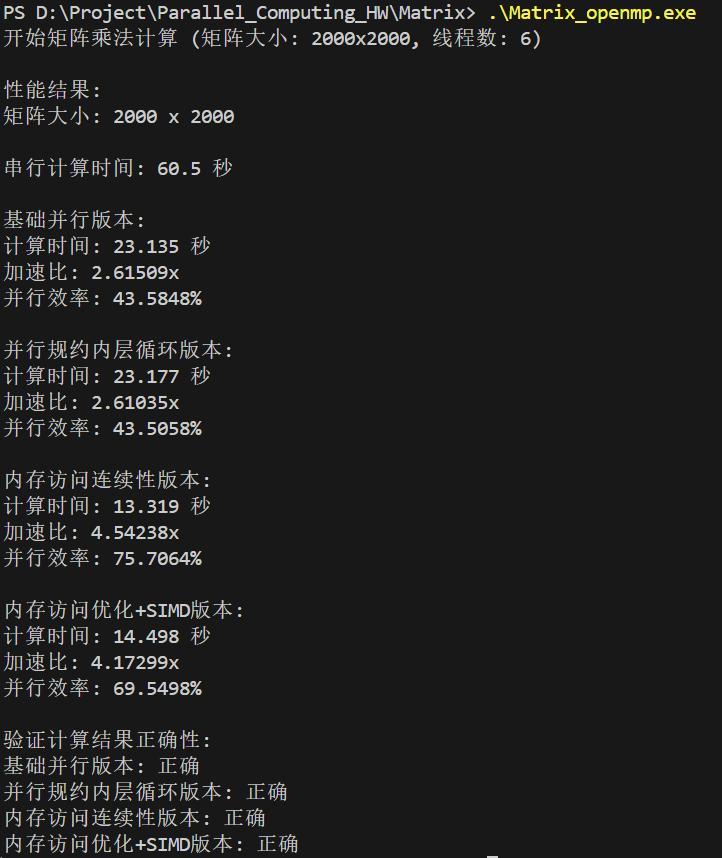 PS D:\Project\Parallel_Computing_HW\Matrix> .\Matrix_openmp.exe
开始矩阵乘法计算 (矩阵大小: 2000x2000, 线程数: 6)
性能结果:
矩阵大小: 2000 x 2000
串行计算时间: 60.5 秒
基础并行版本:
计算时间: 23.135 秒
加速比: 2.61509x
并行效率: 43.5848%
并行规约内层循环版本:
计算时间: 23.177 秒
加速比: 2.61035x
并行效率: 43.5058%
内存访问连续性版本:
计算时间: 13.319 秒
加速比: 4.54238x
并行效率: 75.7064%
内存访问优化+SIMD版本:
计算时间: 14.498 秒
加速比: 4.17299x
并行效率: 69.5498%
验证计算结果正确性:
基础并行版本: 正确
并行规约内层循环版本: 正确
内存访问连续性版本: 正确
内存访问优化+SIMD版本: 正确